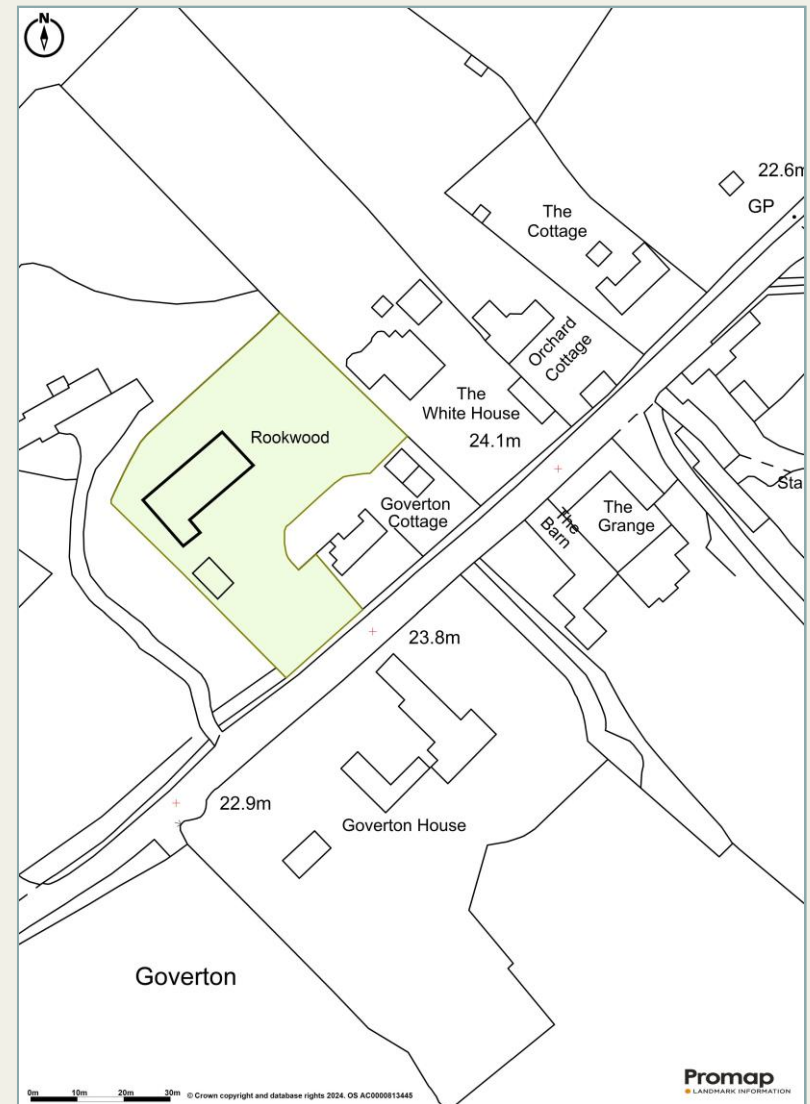 N
22.6m
GP
The
Cottage
Orchard
Cottage
The
White House
24.1m
Rookwood
Goverton
Cottage
The
Barn
The
Grange
Sta
23.8m
22.9m
Goverton House
Goverton
0m 10m 20m 30m © Crown copyright and database rights 2024. OS AC0000813445
Promap
LANDMARK INFORMATION